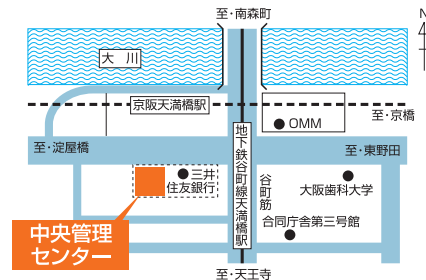 至・南森町
N
大 川
京阪天満橋駅
至・京橋
OMM
地下鉄谷町線天満橋駅
至・淀屋橋
至・東野田
三井
住友銀行
谷町筋
大阪歯科大学
中央管理
センター
合同庁舎第三号館
至・天王寺